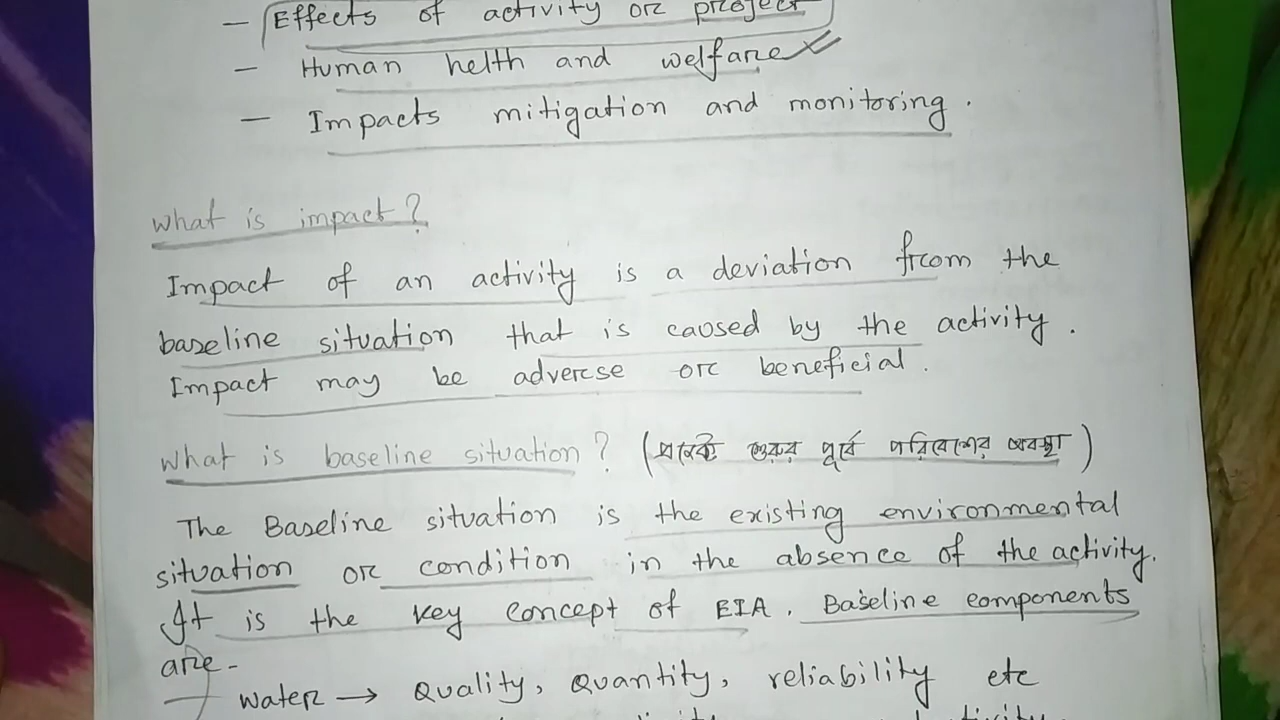 — Effects of activity or project
— Human helth and welfare
— Impacts mitigation and monitoring.
What is impact?
Impact of an activity is a deviation from the
baseline situation that is caused by the activity.
Impact may be adverse or beneficial.
What is baseline situation? (প্রজেক্ট শুরুর পূর্বে পরিবেশের অবস্থা)
The Baseline situation is the existing environmental
situation or condition in the absence of the activity.
It is the key concept of EIA. Baseline components
are-
— water → Quality, Quantity, reliability etc